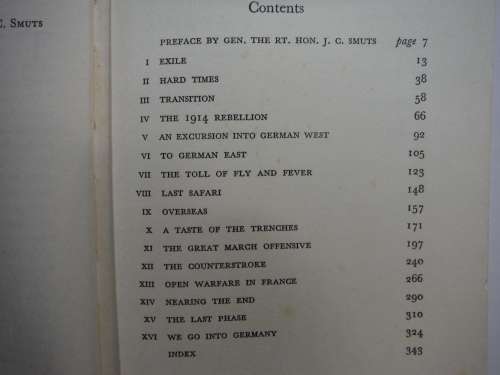 C. SMUTS
Contents
PREFACE BY GEN. THE RT. HON. J. C. SMUTS page 7
I EXILE 13
II HARD TIMES 38
III TRANSITION 58
IV THE 1914 REBELLION 66
V AN EXCURSION INTO GERMAN WEST 92
VI TO GERMAN EAST 105
VII THE TOLL OF FLY AND FEVER 123
VIII LAST SAFARI 148
IX OVERSEAS 157
X A TASTE OF THE TRENCHES 171
XI THE GREAT MARCH OFFENSIVE 197
XII THE COUNTERSTROKE 240
XIII OPEN WARFARE IN FRANCE 266
XIV NEARING THE END 290
XV THE LAST PHASE 310
XVI WE GO INTO GERMANY 324
INDEX 343